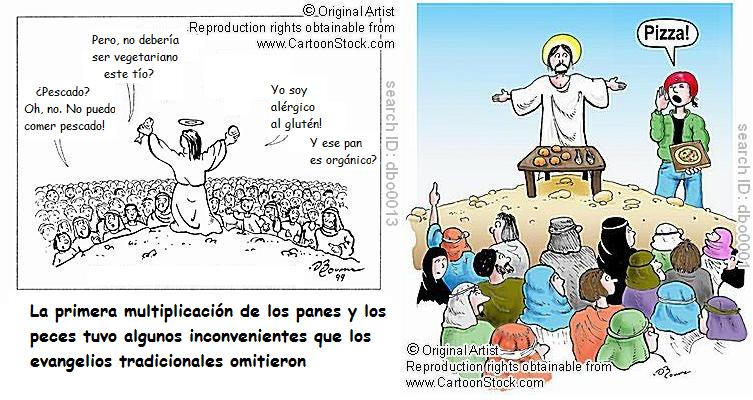 © Original Artist
Reproduction rights obtainable from
www.CartoonStock.com
Pero, no debería
ser vegetariano
este tío?
¿Pescado?
Oh, no. No puedo
comer pescado!
Yo soy
alérgico
al glutén!
Y ese pan
es orgánico?
99
search ID: dbo0013
La primera multiplicación de los panes y los
peces tuvo algunos inconvenientes que los
evangelios tradicionales omitieron
Pizza!
search ID: dbo0001
© Original Artist
Reproduction rights obtainable from
www.CartoonStock.com